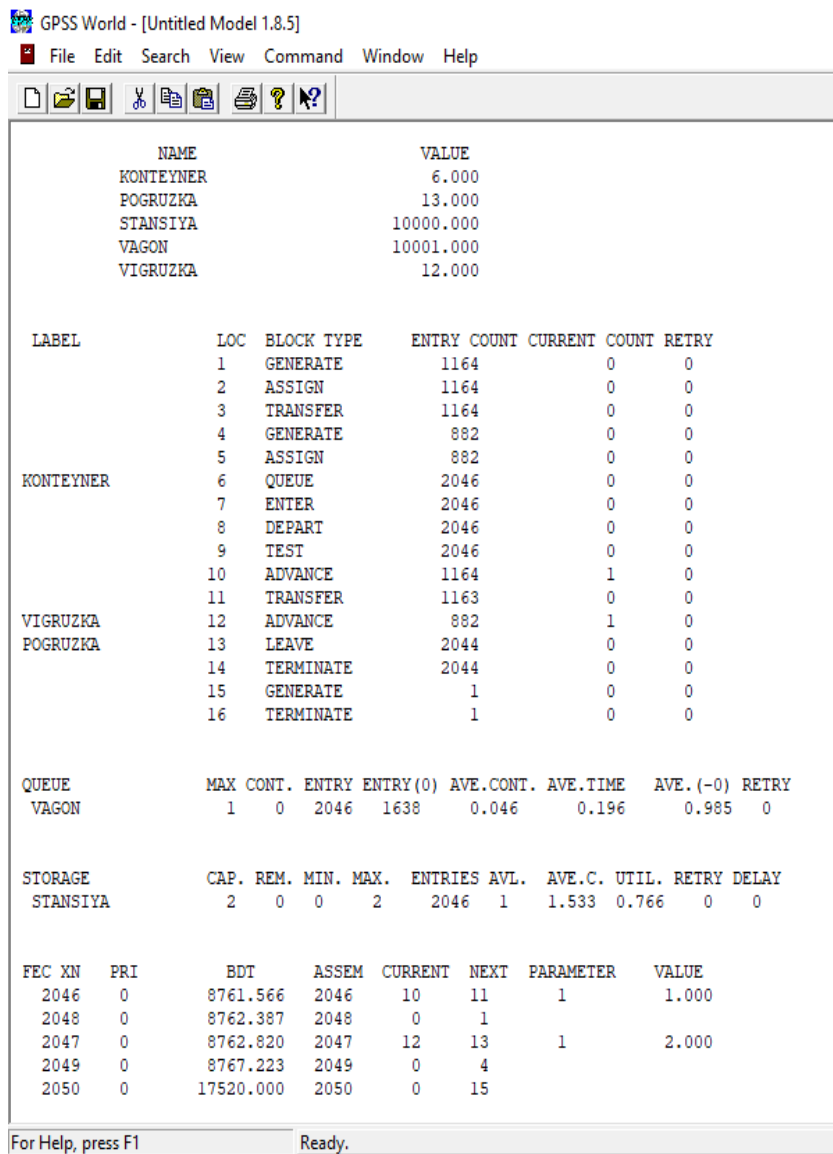 GPSS World - [Untitled Model 1.8.5]
File Edit Search View Command Window Help
NAME VALUE
KONTEYNER 6.000
POGRUZKA 13.000
STANSIYA 10000.000
VAGON 10001.000
VIGRUZKA 12.000
LABEL LOC BLOCK TYPE ENTRY COUNT CURRENT COUNT RETRY
1 GENERATE 1164 0 0
2 ASSIGN 1164 0 0
3 TRANSFER 1164 0 0
4 GENERATE 882 0 0
5 ASSIGN 882 0 0
KONTEYNER 6 QUEUE 2046 0 0
7 ENTER 2046 0 0
8 DEPART 2046 0 0
9 TEST 2046 0 0
10 ADVANCE 1164 1 0
11 TRANSFER 1163 0 0
VIGRUZKA 12 ADVANCE 882 1 0
POGRUZKA 13 LEAVE 2044 0 0
14 TERMINATE 2044 0 0
15 GENERATE 1 0 0
16 TERMINATE 1 0 0
QUEUE MAX CONT. ENTRY ENTRY(0) AVE.CONT. AVE.TIME AVE.(-0) RETRY
VAGON 1 0 2046 1638 0.046 0.196 0.985 0
STORAGE CAP. REM. MIN. MAX. ENTRIES AVL. AVE.C. UTIL. RETRY DELAY
STANSIYA 2 0 0 2 2046 1 1.533 0.766 0 0
FEC XN PRI BDT ASSEM CURRENT NEXT PARAMETER VALUE
2046 0 8761.566 2046 10 11 1 1.000
2048 0 8762.387 2048 0 1
2047 0 8762.820 2047 12 13 1 2.000
2049 0 8767.223 2049 0 4
2050 0 17520.000 2050 0 15
For Help, press F1 Ready.